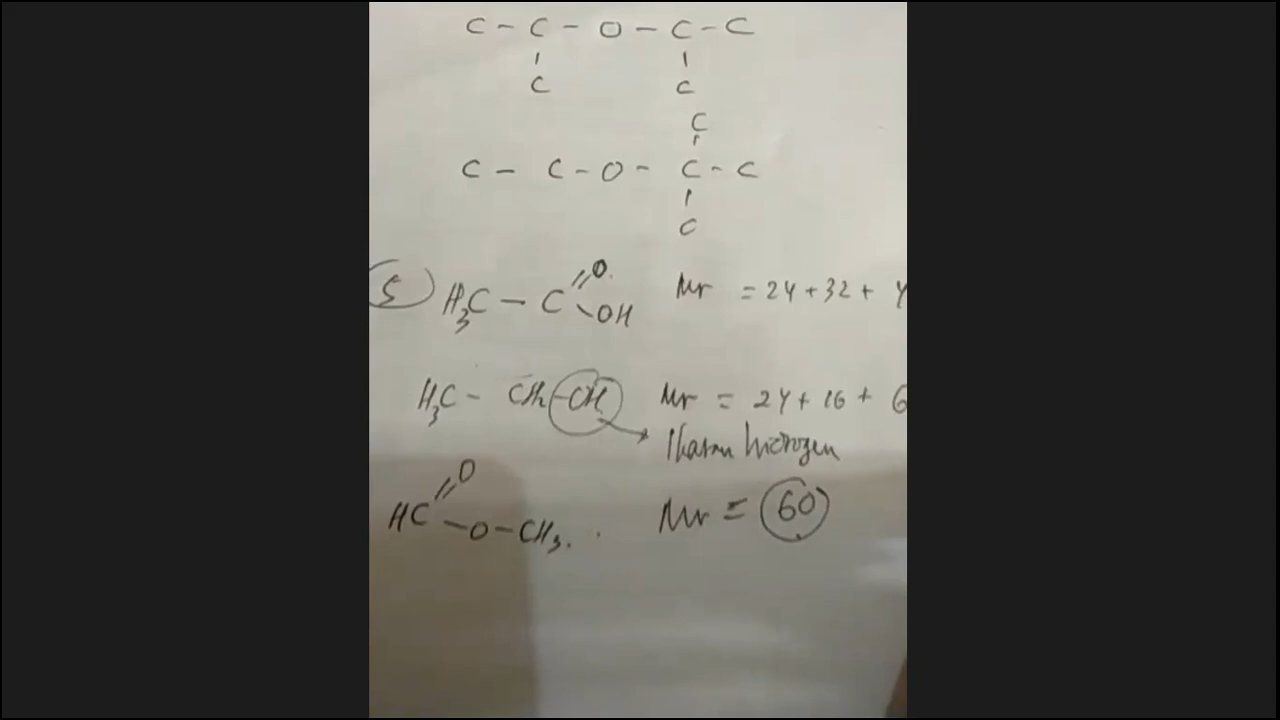 C - C - O - C - C
C C
C
C - C - O - C - C
C
5 H3C - C O OH Mr = 24 + 32 + 4
H3C - CH2 - OH Mr = 24 + 16 + 6
Ikatan hidrogen
HC O - O - CH3. Mr = 60